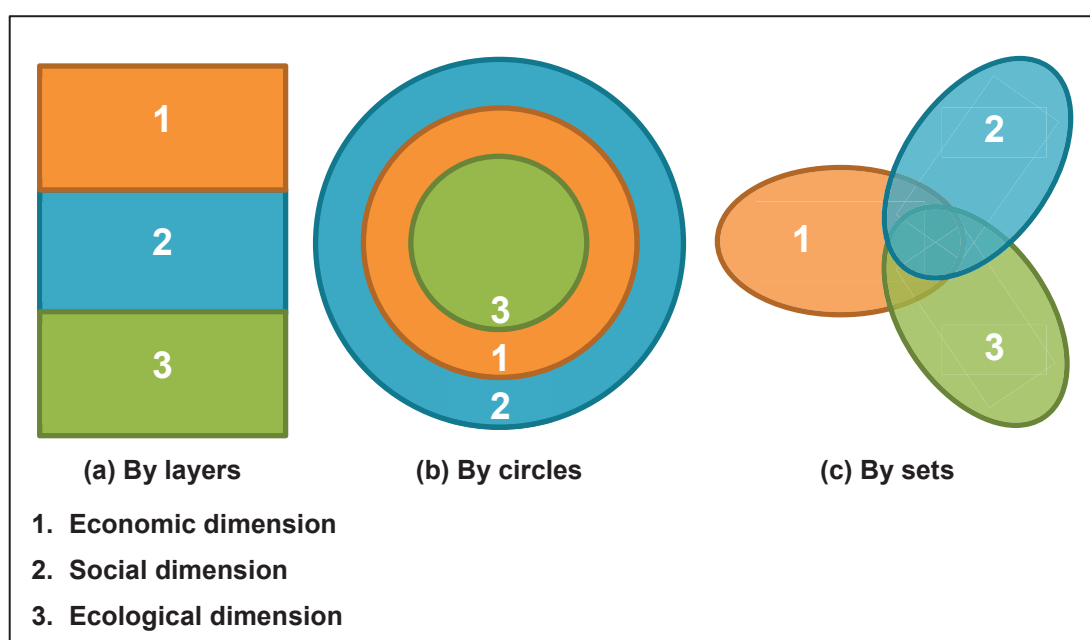 1
2
3
3
1
2
1
2
3
(a) By layers
(b) By circles
(c) By sets
1. Economic dimension
2. Social dimension
3. Ecological dimension